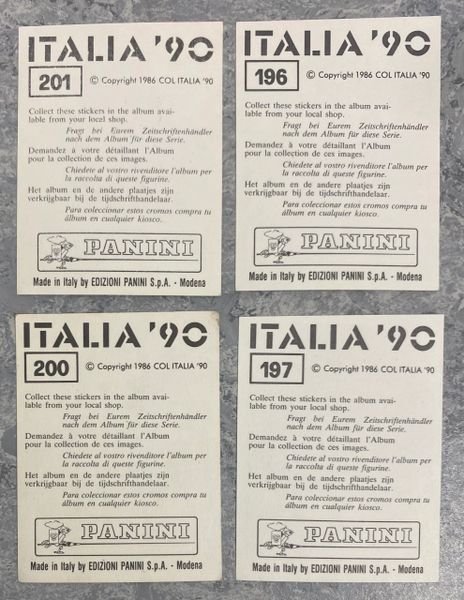 ITALIA '90
201 © Copyright 1986 COL ITALIA '90
Collect these stickers in the album avai-
lable from your local shop.
Fragt bei Eurem Zeitschriftenhändler
nach dem Album für diese Serie.
Demandez à votre détaillant l'Album
pour la collection de ces images.
Chiedete al vostro rivenditore l'album per
la raccolta di queste figurine.
Het album en de andere plaatjes zijn
verkrijgbaar bij de tijdschrifthandelaar.
Para coleccionar estos cromos compra tu
álbum en cualquier kiosco.
PANINI
Made in Italy by EDIZIONI PANINI S.p.A. - Modena
ITALIA '90
196 © Copyright 1986 COL ITALIA '90
Collect these stickers in the album avai-
lable from your local shop.
Fragt bei Eurem Zeitschriftenhändler
nach dem Album für diese Serie.
Demandez à votre détaillant l'Album
pour la collection de ces images.
Chiedete al vostro rivenditore l'album per
la raccolta di queste figurine.
Het album en de andere plaatjes zijn
verkrijgbaar bij de tijdschrifthandelaar.
Para coleccionar estos cromos compra tu
álbum en cualquier kiosco.
PANINI
Made in Italy by EDIZIONI PANINI S.p.A. - Modena
ITALIA '90
200 © Copyright 1986 COL ITALIA '90
Collect these stickers in the album avai-
lable from your local shop.
Fragt bei Eurem Zeitschriftenhändler
nach dem Album für diese Serie.
Demandez à votre détaillant l'Album
pour la collection de ces images.
Chiedete al vostro rivenditore l'album per
la raccolta di queste figurine.
Het album en de andere plaatjes zijn
verkrijgbaar bij de tijdschrifthandelaar.
Para coleccionar estos cromos compra tu
álbum en cualquier kiosco.
PANINI
Made in Italy by EDIZIONI PANINI S.p.A. - Modena
ITALIA '90
197 © Copyright 1986 COL ITALIA '90
Collect these stickers in the album avai-
lable from your local shop.
Fragt bei Eurem Zeitschriftenhändler
nach dem Album für diese Serie.
Demandez à votre détaillant l'Album
pour la collection de ces images.
Chiedete al vostro rivenditore l'album per
la raccolta di queste figurine.
Het album en de andere plaatjes zijn
verkrijgbaar bij de tijdschrifthandelaar.
Para coleccionar estos cromos compra tu
álbum en cualquier kiosco.
PANINI
Made in Italy by EDIZIONI PANINI S.p.A. - Modena